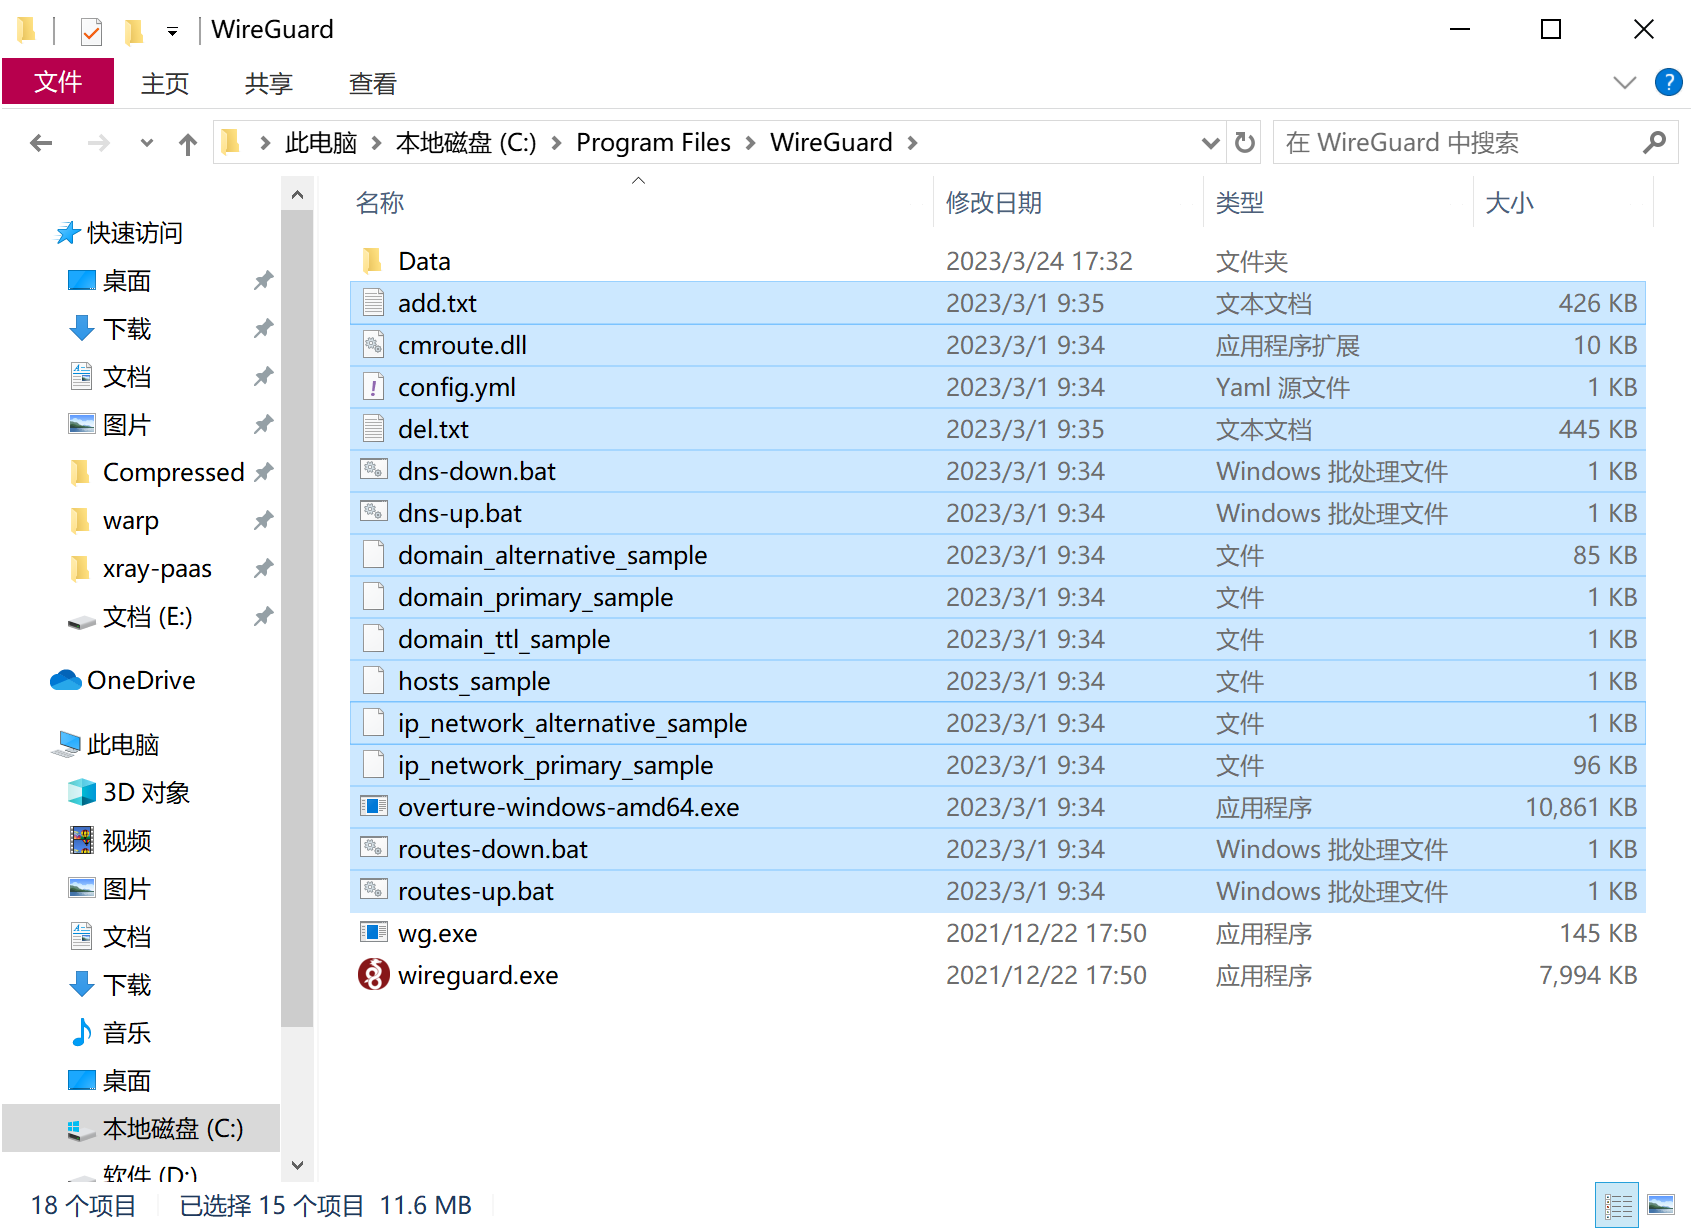 WireGuard
文件 主页 共享 查看
此电脑 本地磁盘 (C:) Program Files WireGuard 在 WireGuard 中搜索
名称 修改日期 类型 大小
快速访问
桌面
下载
文档
图片
Compressed
warp
xray-paas
文档 (E:)
OneDrive
此电脑
3D 对象
视频
图片
文档
下载
音乐
桌面
本地磁盘 (C:)
软件 (D:)
Data 2023/3/24 17:32 文件夹
add.txt 2023/3/1 9:35 文本文档 426 KB
cmroute.dll 2023/3/1 9:34 应用程序扩展 10 KB
config.yml 2023/3/1 9:34 Yaml 源文件 1 KB
del.txt 2023/3/1 9:35 文本文档 445 KB
dns-down.bat 2023/3/1 9:34 Windows 批处理文件 1 KB
dns-up.bat 2023/3/1 9:34 Windows 批处理文件 1 KB
domain_alternative_sample 2023/3/1 9:34 文件 85 KB
domain_primary_sample 2023/3/1 9:34 文件 1 KB
domain_ttl_sample 2023/3/1 9:34 文件 1 KB
hosts_sample 2023/3/1 9:34 文件 1 KB
ip_network_alternative_sample 2023/3/1 9:34 文件 1 KB
ip_network_primary_sample 2023/3/1 9:34 文件 96 KB
overture-windows-amd64.exe 2023/3/1 9:34 应用程序 10,861 KB
routes-down.bat 2023/3/1 9:34 Windows 批处理文件 1 KB
routes-up.bat 2023/3/1 9:34 Windows 批处理文件 1 KB
wg.exe 2021/12/22 17:50 应用程序 145 KB
wireguard.exe 2021/12/22 17:50 应用程序 7,994 KB
18 个项目 已选择 15 个项目 11.6 MB